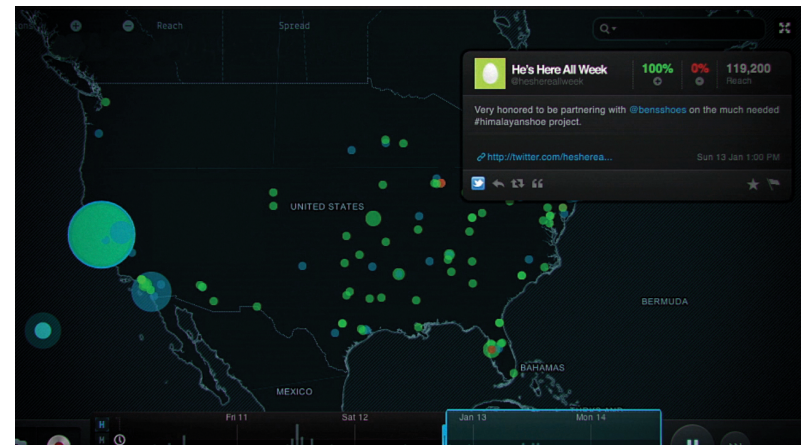 Reach
Spread
He's Here All Week
@heshereallweek
100%
0%
119,200
Reach
Very honored to be partnering with @bensshoes on the much needed
#himalayanshoe project.
http://twitter.com/hesherea...
Sun 13 Jan 1:00 PM
UNITED STATES
BERMUDA
BAHAMAS
MEXICO
Fri 11
Sat 12
Jan 13
Mon 14
H
M